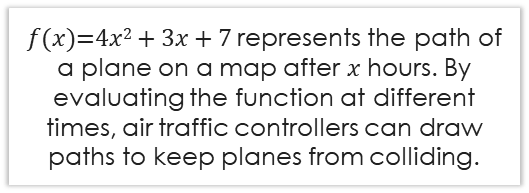 f(x)=4x² + 3x + 7 represents the path of
a plane on a map after x hours. By
evaluating the function at different
times, air traffic controllers can draw
paths to keep planes from colliding.